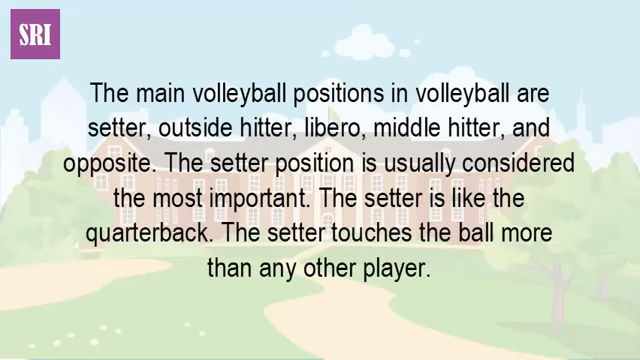 SRI
The main volleyball positions in volleyball are
setter, outside hitter, libero, middle hitter, and
opposite. The setter position is usually considered
the most important. The setter is like the
quarterback. The setter touches the ball more
than any other player.